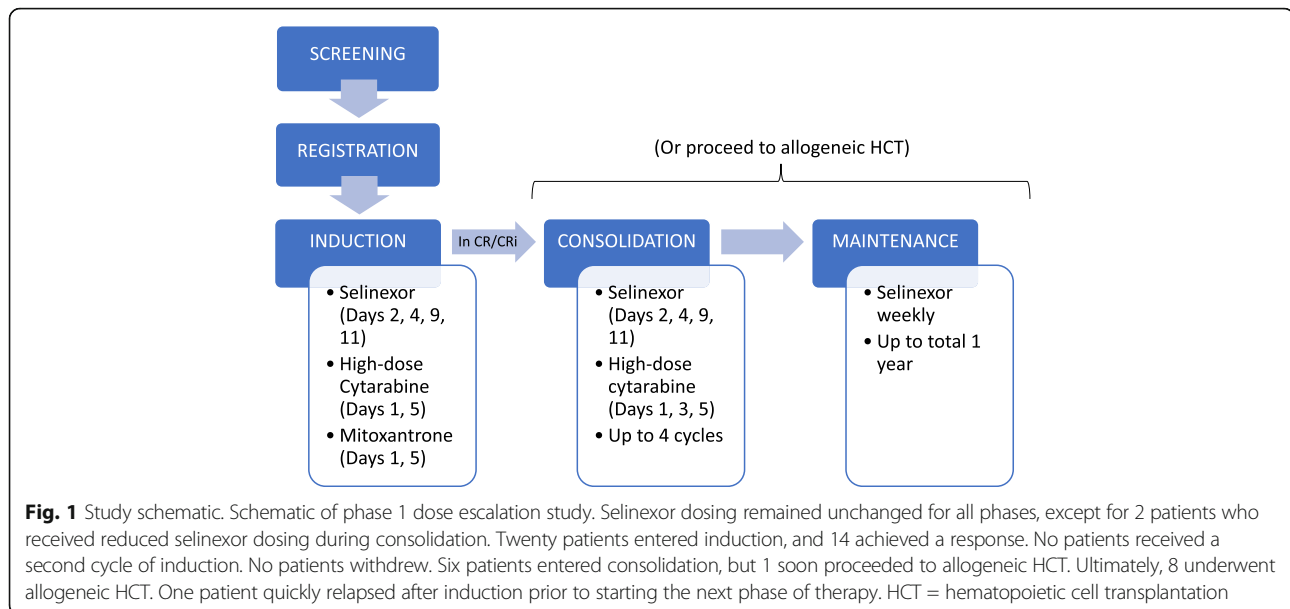 SCREENING
REGISTRATION
(Or proceed to allogeneic HCT)
INDUCTION
In CR/CRi
CONSOLIDATION
MAINTENANCE
• Selinexor
(Days 2, 4, 9,
11)
• High-dose
Cytarabine
(Days 1, 5)
• Mitoxantrone
(Days 1, 5)
• Selinexor
(Days 2, 4, 9,
11)
• High-dose
cytarabine
(Days 1, 3, 5)
• Up to 4 cycles
• Selinexor
weekly
• Up to total 1
year
Fig. 1 Study schematic. Schematic of phase 1 dose escalation study. Selinexor dosing remained unchanged for all phases, except for 2 patients who
received reduced selinexor dosing during consolidation. Twenty patients entered induction, and 14 achieved a response. No patients received a
second cycle of induction. No patients withdrew. Six patients entered consolidation, but 1 soon proceeded to allogeneic HCT. Ultimately, 8 underwent
allogeneic HCT. One patient quickly relapsed after induction prior to starting the next phase of therapy. HCT = hematopoietic cell transplantation